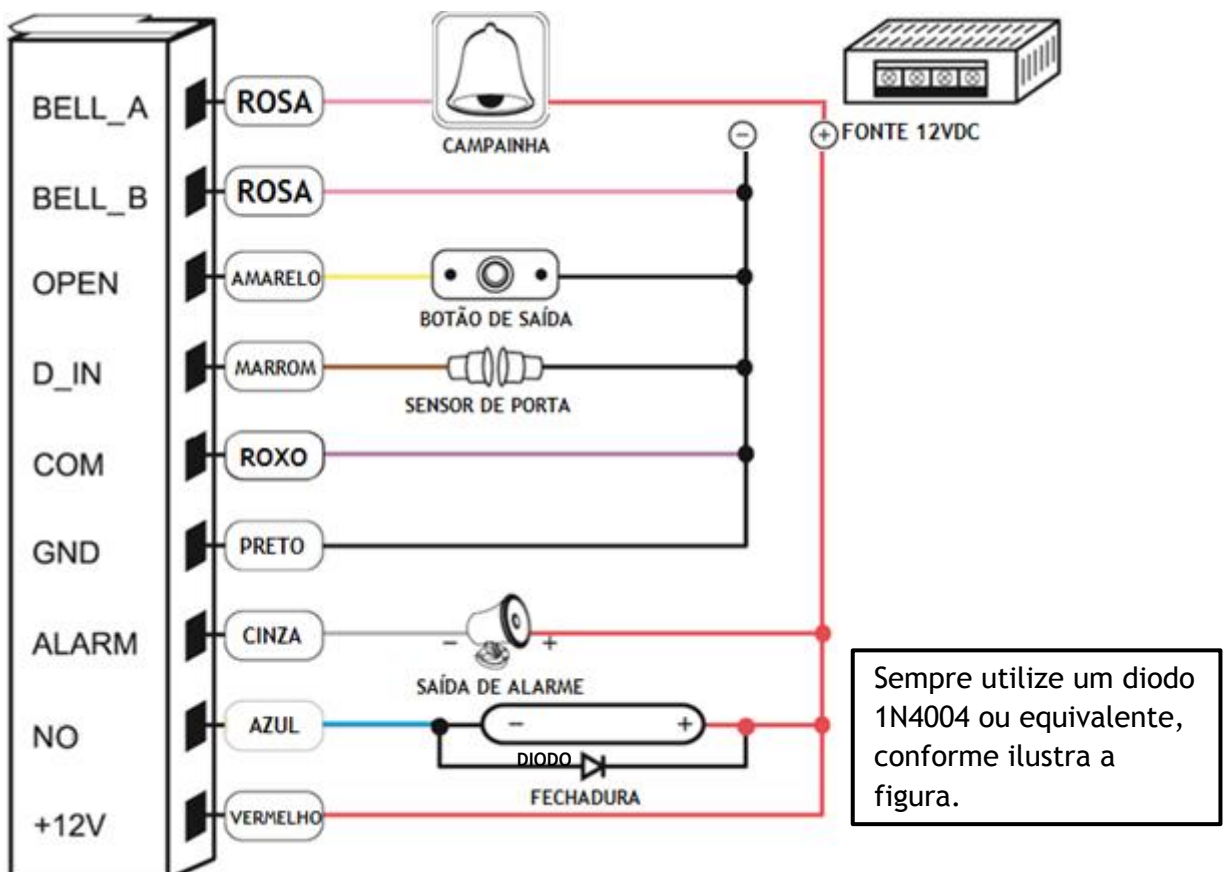 BELL_A
ROSA
CAMPAINHA
FONTE 12VDC
BELL_B
ROSA
OPEN
AMARELO
BOTÃO DE SAÍDA
D_IN
MARROM
SENSOR DE PORTA
COM
ROXO
GND
PRETO
ALARM
CINZA
- +
SAÍDA DE ALARME
NO
AZUL
- +
DIODO
FECHADURA
+12V
VERMELHO
Sempre utilize um diodo
1N4004 ou equivalente,
conforme ilustra a
figura.